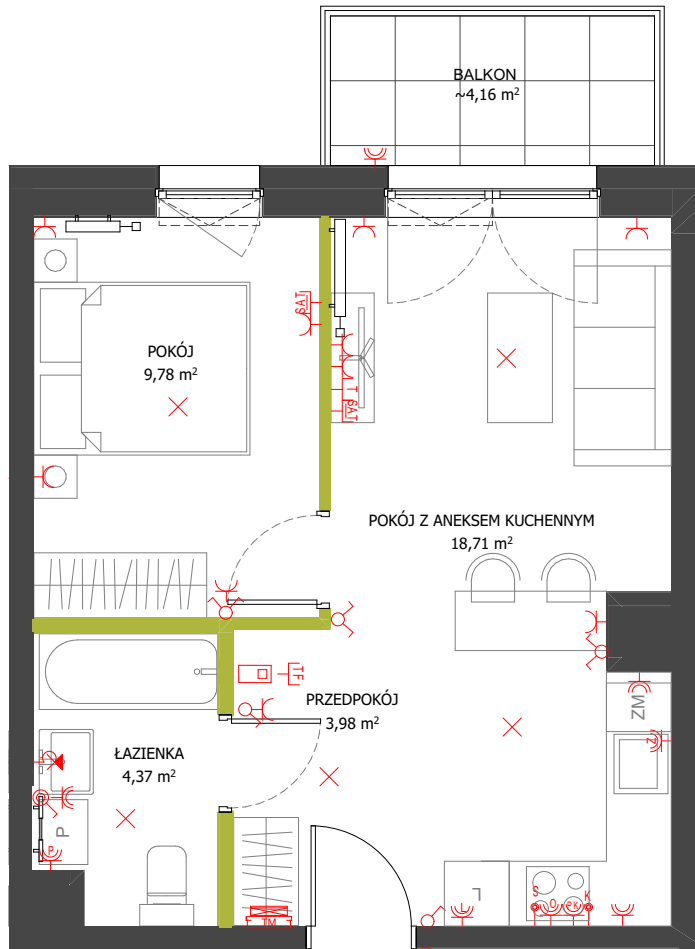 BALKON
~4,16 m²
SAT
POKÓJ
9,78 m²
T SAT
POKÓJ Z ANEKSEM KUCHENNYM
18,71 m²
TF
PRZEDPOKÓJ
3,98 m²
ZM
Z
ŁAZIENKA
4,37 m²
P
P
S
K
O
PK
L
TM